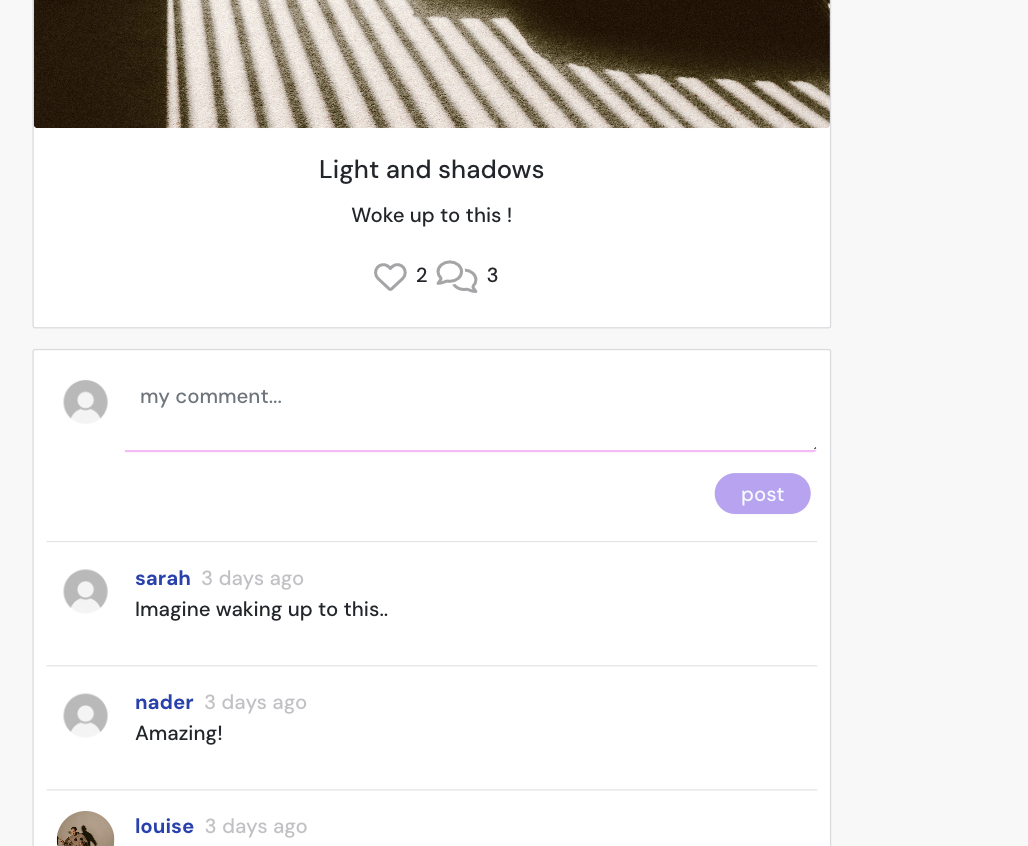 Light and shadows
Woke up to this !
2 3
my comment...
post
sarah 3 days ago
Imagine waking up to this..
nader 3 days ago
Amazing!
louise 3 days ago